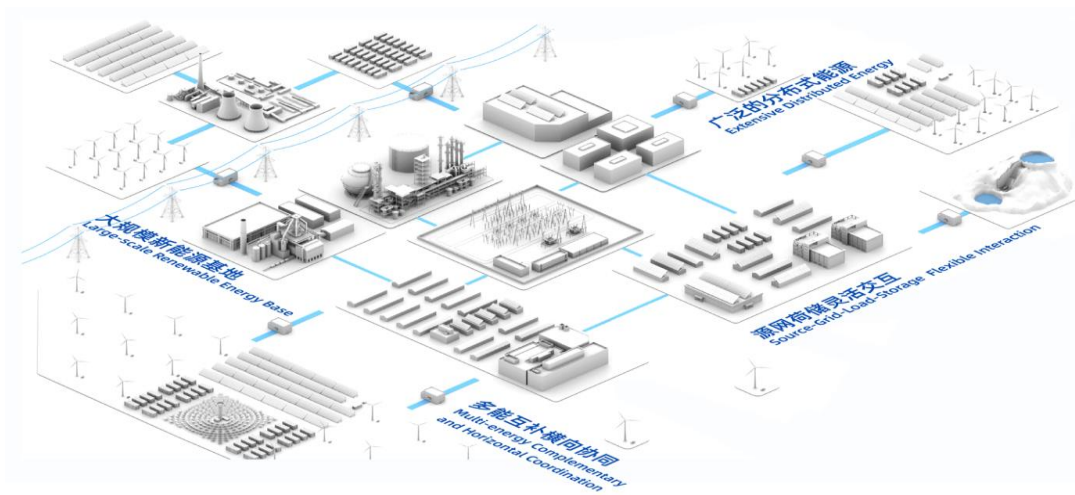 广泛的分布式能源
Extensive Distributed Energy
大规模新能源基地
Large-scale Renewable Energy Base
源网荷储灵活交互
Source-Grid-Load-Storage Flexible Interaction
多能互补横向协同
Multi-energy Complementary
and Horizontal Coordination